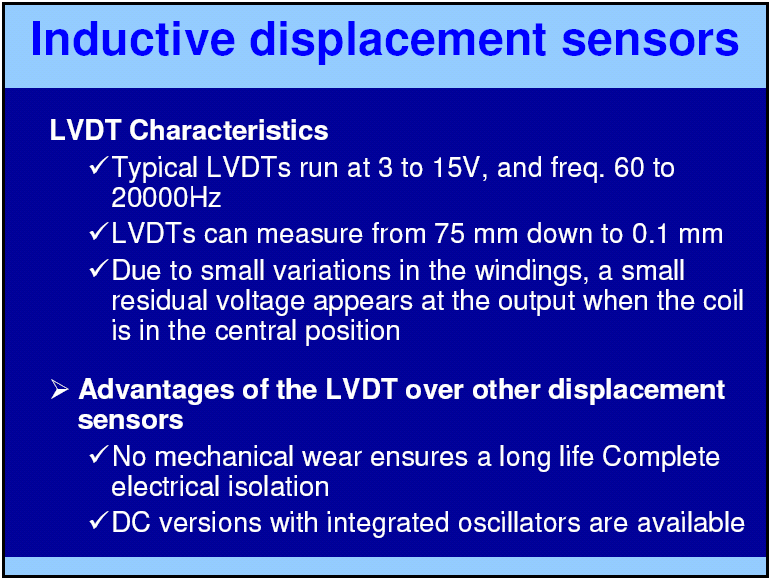 Inductive displacement sensors
LVDT Characteristics
✓Typical LVDTs run at 3 to 15V, and freq. 60 to
20000Hz
✓LVDTs can measure from 75 mm down to 0.1 mm
✓Due to small variations in the windings, a small
residual voltage appears at the output when the coil
is in the central position
➢ Advantages of the LVDT over other displacement
sensors
✓No mechanical wear ensures a long life Complete
electrical isolation
✓DC versions with integrated oscillators are available